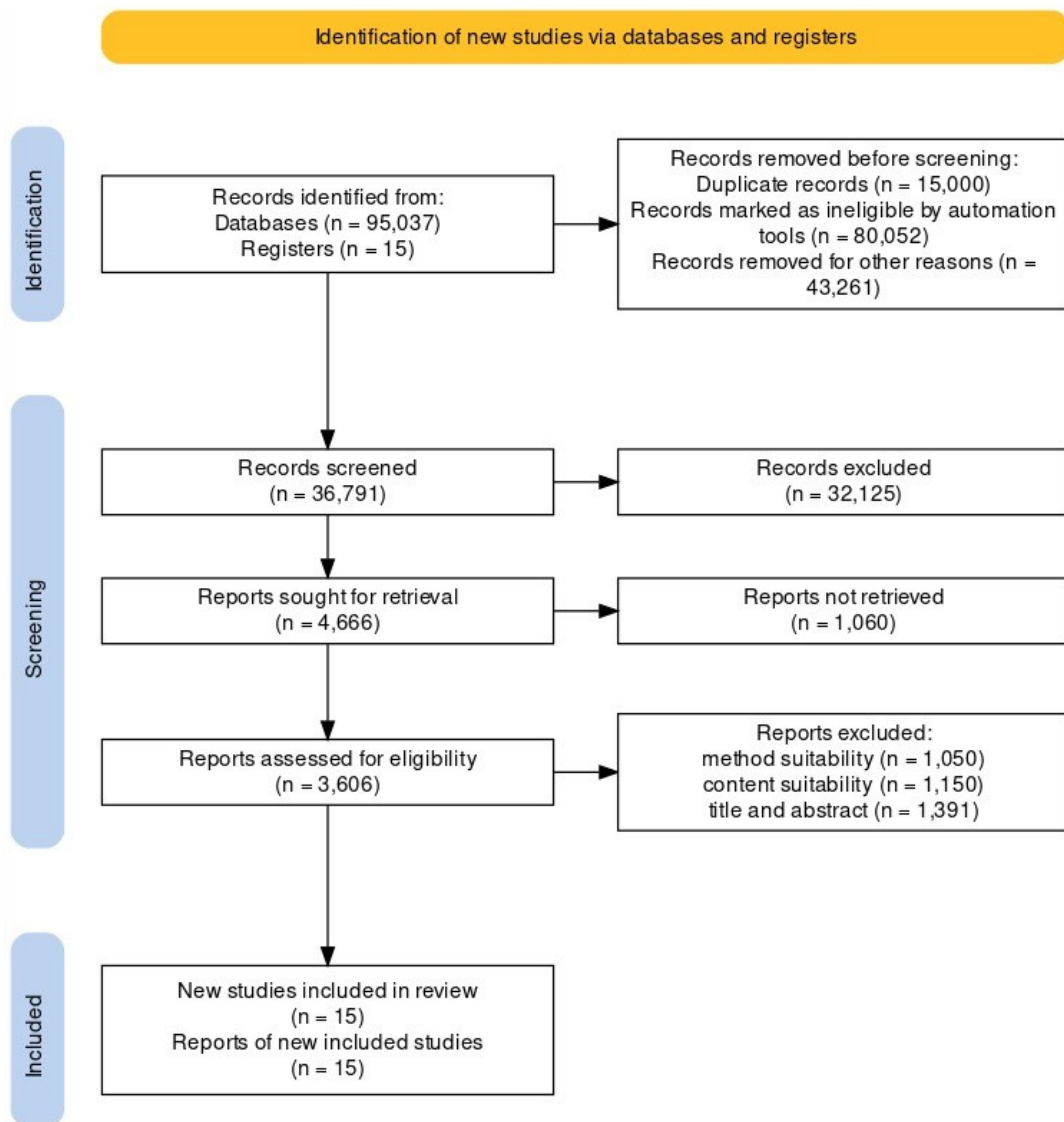 Identification of new studies via databases and registers
Identification
Records identified from:
Databases (n = 95,037)
Registers (n = 15)
Records removed before screening:
Duplicate records (n = 15,000)
Records marked as ineligible by automation
tools (n = 80,052)
Records removed for other reasons (n =
43,261)
Screening
Records screened
(n = 36,791)
Records excluded
(n = 32,125)
Reports sought for retrieval
(n = 4,666)
Reports not retrieved
(n = 1,060)
Reports assessed for eligibility
(n = 3,606)
Reports excluded:
method suitability (n = 1,050)
content suitability (n = 1,150)
title and abstract (n = 1,391)
Included
New studies included in review
(n = 15)
Reports of new included studies
(n = 15)